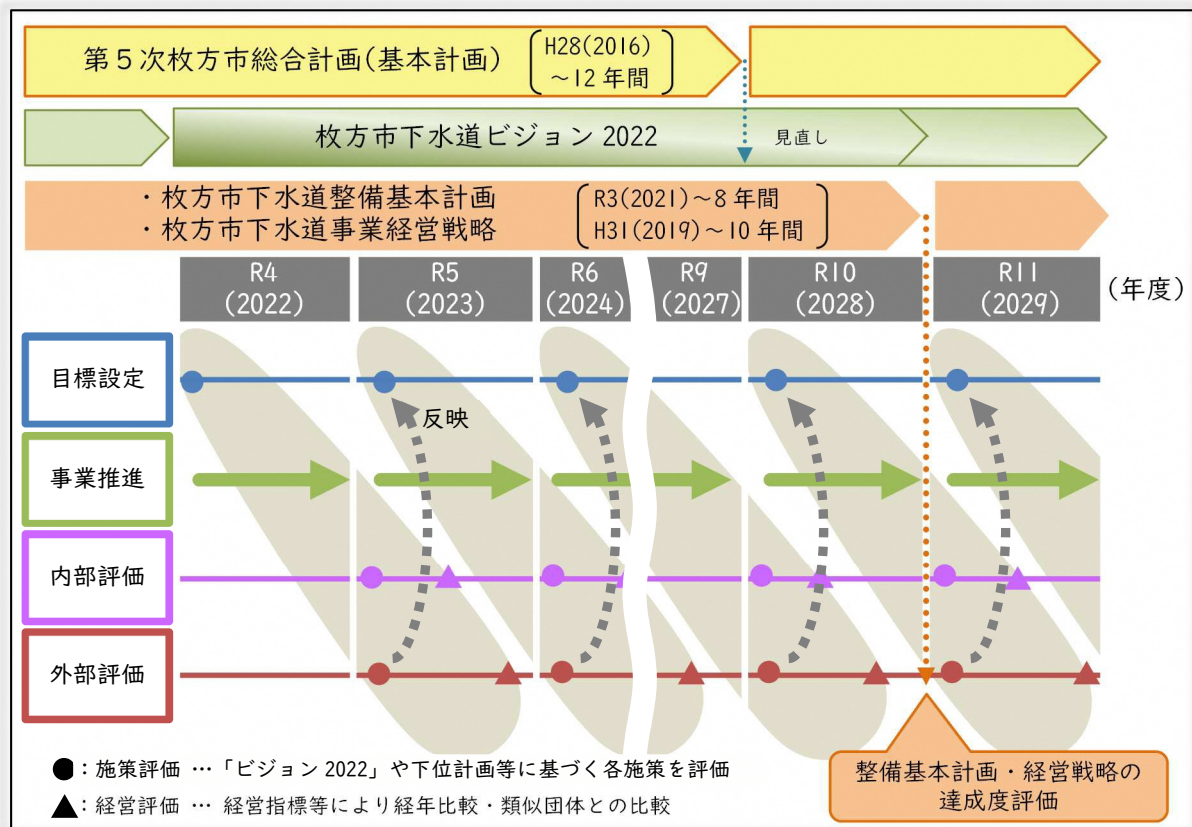 第5次枚方市総合計画(基本計画)
H28(2016)
～12年間
枚方市下水道ビジョン2022
見直し
・枚方市下水道整備基本計画
・枚方市下水道事業経営戦略
R3(2021)～8年間
H31(2019)～10年間
R4
(2022)
R5
(2023)
R6
(2024)
R9
(2027)
R10
(2028)
R11
(2029)
(年度)
目標設定
反映
事業推進
内部評価
外部評価
●：施策評価 …「ビジョン2022」や下位計画等に基づく各施策を評価
▲：経営評価 … 経営指標等により経年比較・類似団体との比較
整備基本計画・経営戦略の
達成度評価